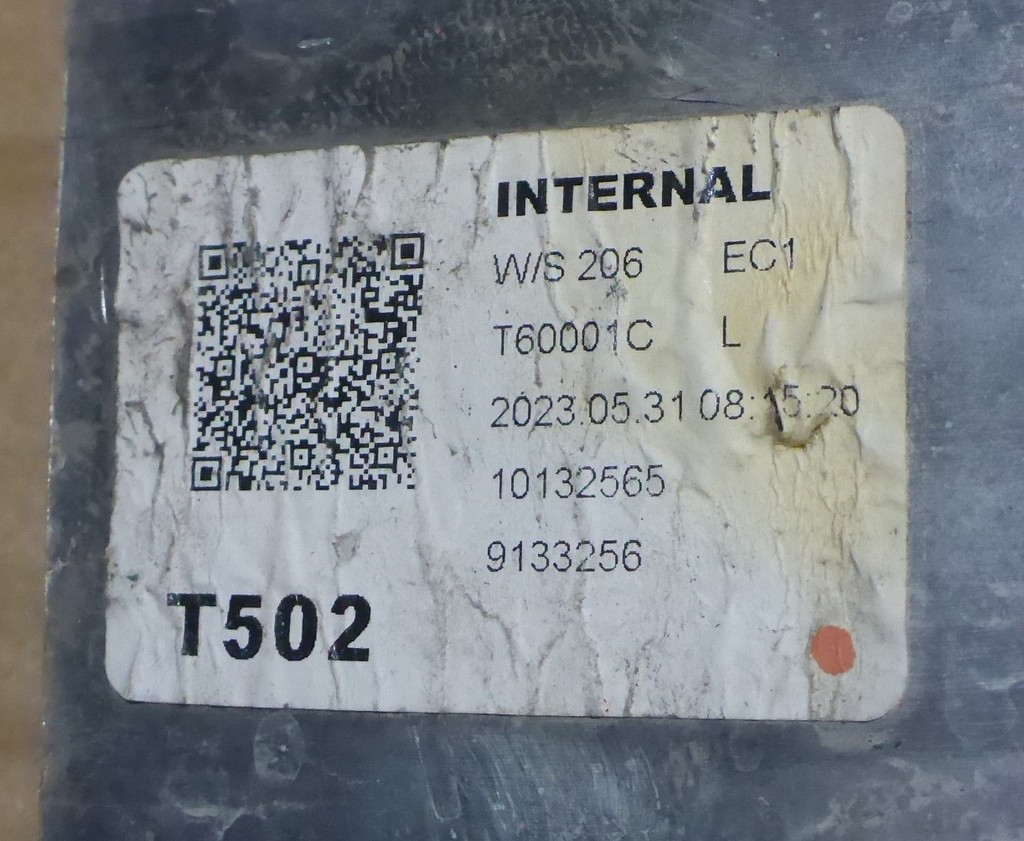 INTERNAL
W/S 206 EC1
T60001C L
2023.05.31 08:15:20
10132565
9133256
T502